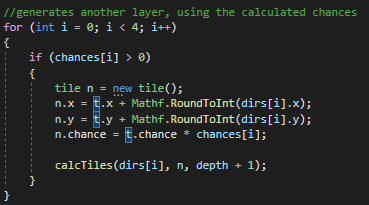 //generates another layer, using the calculated chances
for (int i = 0; i < 4; i++)
{
    if (chances[i] > 0)
    {
        tile n = new tile();
        n.x = t.x + Mathf.RoundToInt(dirs[i].x);
        n.y = t.y + Mathf.RoundToInt(dirs[i].y);
        n.chance = t.chance * chances[i];

        calcTiles(dirs[i], n, depth + 1);
    }
}